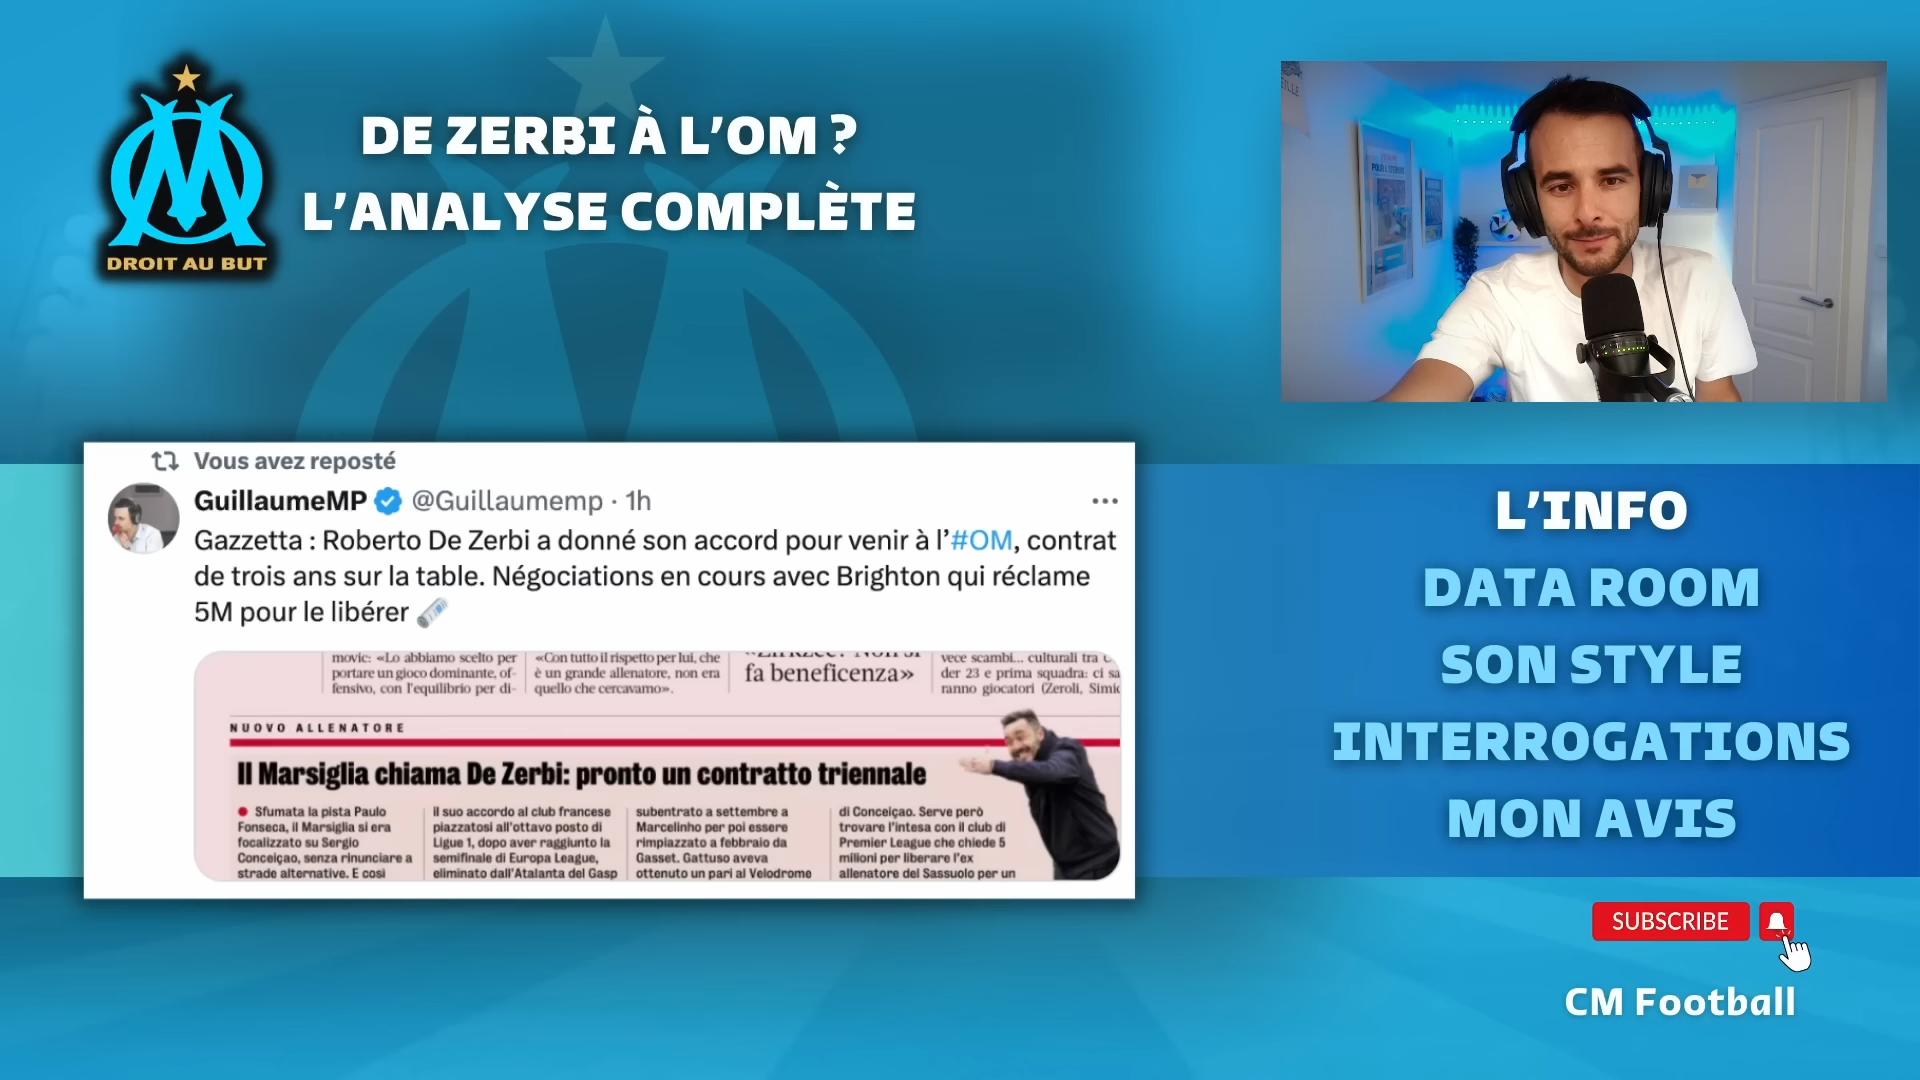 DROIT AU BUT
DE ZERBI À L'OM ?
L'ANALYSE COMPLÈTE
POUR L'ÉTERNITÉ
Vous avez reposté
GuillaumeMP @Guillaumemp · 1h
Gazzetta : Roberto De Zerbi a donné son accord pour venir à l'#OM, contrat
de trois ans sur la table. Négociations en cours avec Brighton qui réclame
5M pour le libérer
movic: «Lo abbiamo scelto per
portare un gioco dominante, of-
fensivo, con l'equilibrio per di-
«Con tutto il rispetto per lui, che
è un grande allenatore, non era
quello che cercavamo».
fa beneficenza»
vece scambi... culturali tra
der 23 e prima squadra: ci sa
ranno giocatori (Zeroli, Simic
NUOVO ALLENATORE
Il Marsiglia chiama De Zerbi: pronto un contratto triennale
Sfumata la pista Paulo
Fonseca, il Marsiglia si era
focalizzato su Sergio
Conceiçao, senza rinunciare a
strade alternative. E così
il suo accordo al club francese
piazzatosi all'ottavo posto di
Ligue 1, dopo aver raggiunto la
semifinale di Europa League,
eliminato dall'Atalanta del Gasp
subentrato a settembre a
Marcelinho per poi essere
rimpiazzato a febbraio da
Gasset. Gattuso aveva
ottenuto un pari al Velodrome
di Conceiçao. Serve però
trovare l'intesa con il club di
Premier League che chiede 5
milioni per liberare l'ex
allenatore del Sassuolo per un
L'INFO
DATA ROOM
SON STYLE
INTERROGATIONS
MON AVIS
SUBSCRIBE
CM Football